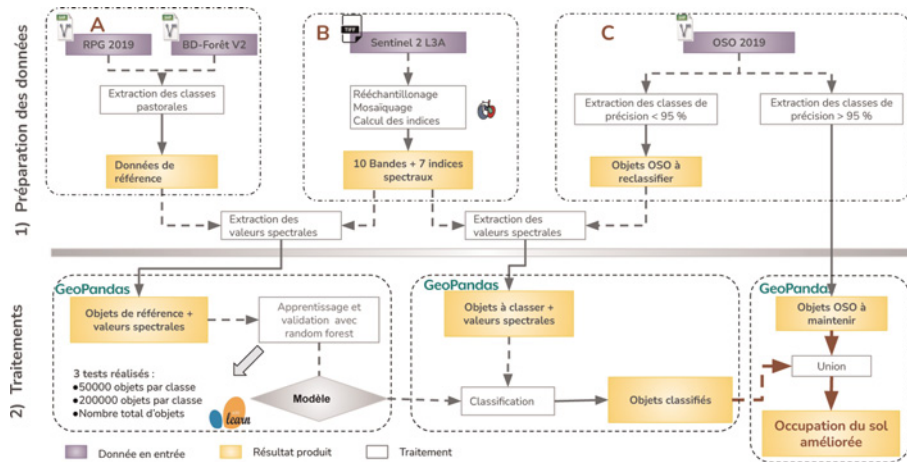 1) Préparation des données
A
V
RPG 2019
V
BD-Forêt V2
Extraction des classes
pastorales
Données de
référence
B
TIFF
Sentinel 2 L3A
Rééchantillonage
Mosaïquage
Calcul des indices
10 Bandes + 7 indices
spectraux
C
V
OSO 2019
Extraction des classes de
précision < 95 %
Extraction des classes de
précision > 95 %
Objets OSO à
reclassifier
Extraction des
valeurs spectrales
Extraction des
valeurs spectrales
2) Traitements
GeoPandas
Objets de référence +
valeurs spectrales
Apprentissage et
validation avec
random forest
3 tests réalisés :
●50000 objets par classe
●200000 objets par classe
●Nombre total d'objets
learn
Modèle
GeoPandas
Objets à classer +
valeurs spectrales
Classification
Objets classifiés
GeoPandas
Objets OSO à
maintenir
Union
Occupation du sol
améliorée
Donnée en entrée
Résultat produit
Traitement